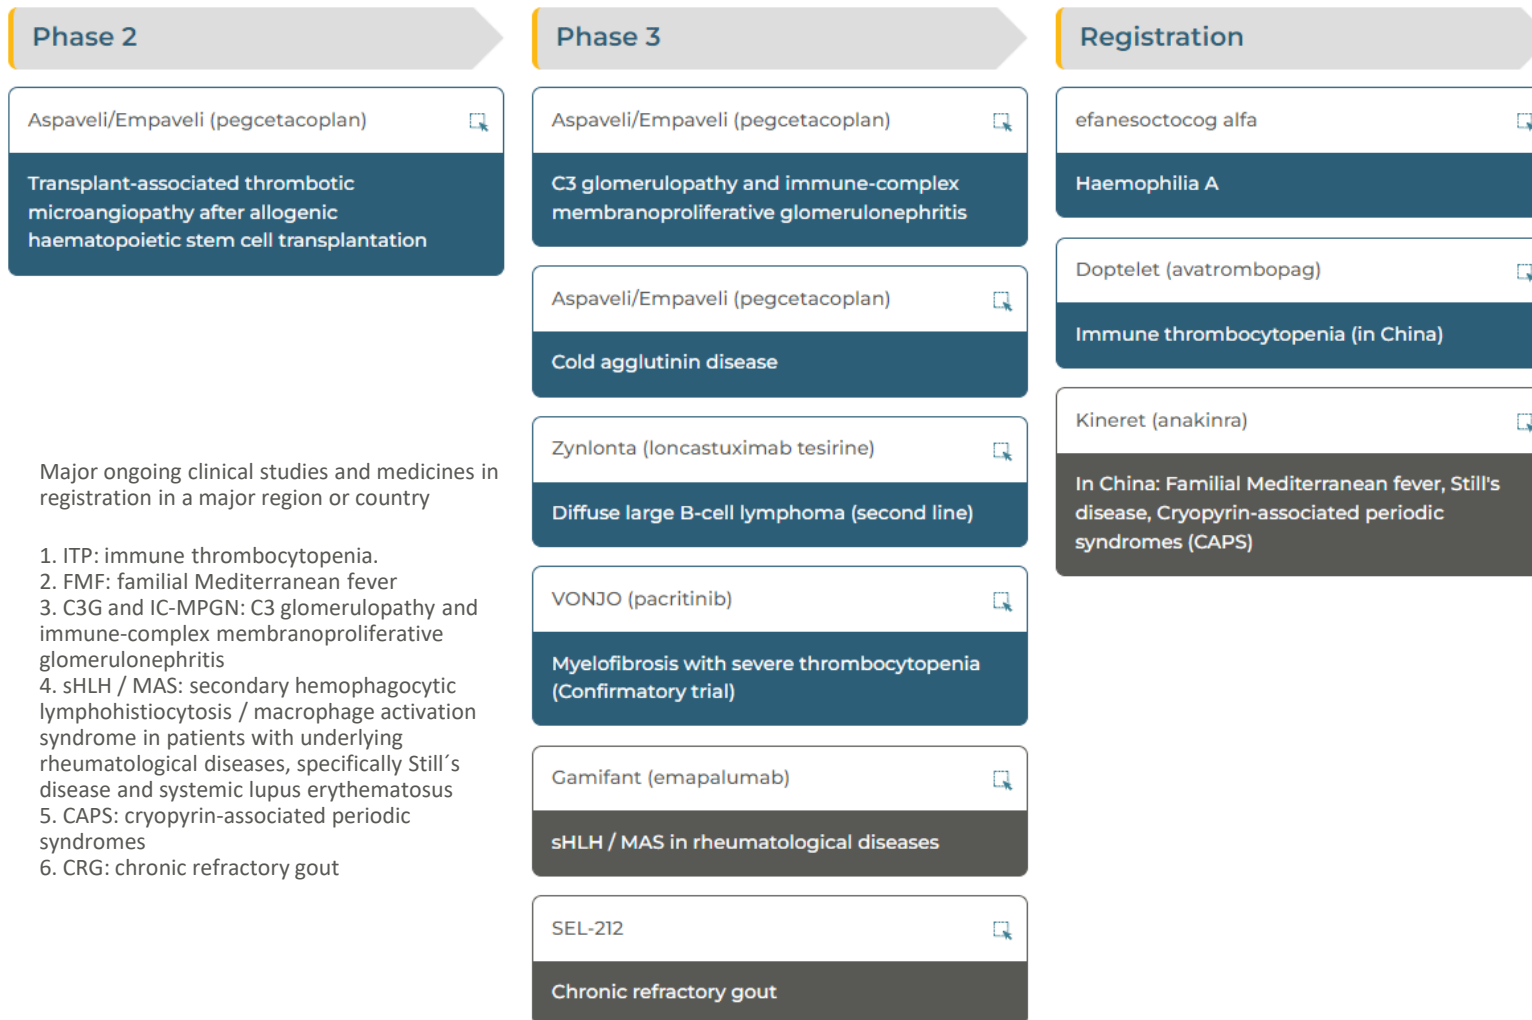 Phase 2
Aspaveli/Empaveli (pegcetacoplan)
Transplant-associated thrombotic
microangiopathy after allogenic
haematopoietic stem cell transplantation
Major ongoing clinical studies and medicines in
registration in a major region or country
1. ITP: immune thrombocytopenia.
2. FMF: familial Mediterranean fever
3. C3G and IC-MPGN: C3 glomerulopathy and
immune-complex membranoproliferative
glomerulonephritis
4. sHLH / MAS: secondary hemophagocytic
lymphohistiocytosis / macrophage activation
syndrome in patients with underlying
rheumatological diseases, specifically Still´s
disease and systemic lupus erythematosus
5. CAPS: cryopyrin-associated periodic
syndromes
6. CRG: chronic refractory gout
Phase 3
Aspaveli/Empaveli (pegcetacoplan)
C3 glomerulopathy and immune-complex
membranoproliferative glomerulonephritis
Aspaveli/Empaveli (pegcetacoplan)
Cold agglutinin disease
Zynlonta (loncastuximab tesirine)
Diffuse large B-cell lymphoma (second line)
VONJO (pacritinib)
Myelofibrosis with severe thrombocytopenia
(Confirmatory trial)
Gamifant (emapalumab)
sHLH / MAS in rheumatological diseases
SEL-212
Chronic refractory gout
Registration
efanesoctocog alfa
Haemophilia A
Doptelet (avatrombopag)
Immune thrombocytopenia (in China)
Kineret (anakinra)
In China: Familial Mediterranean fever, Still's
disease, Cryopyrin-associated periodic
syndromes (CAPS)